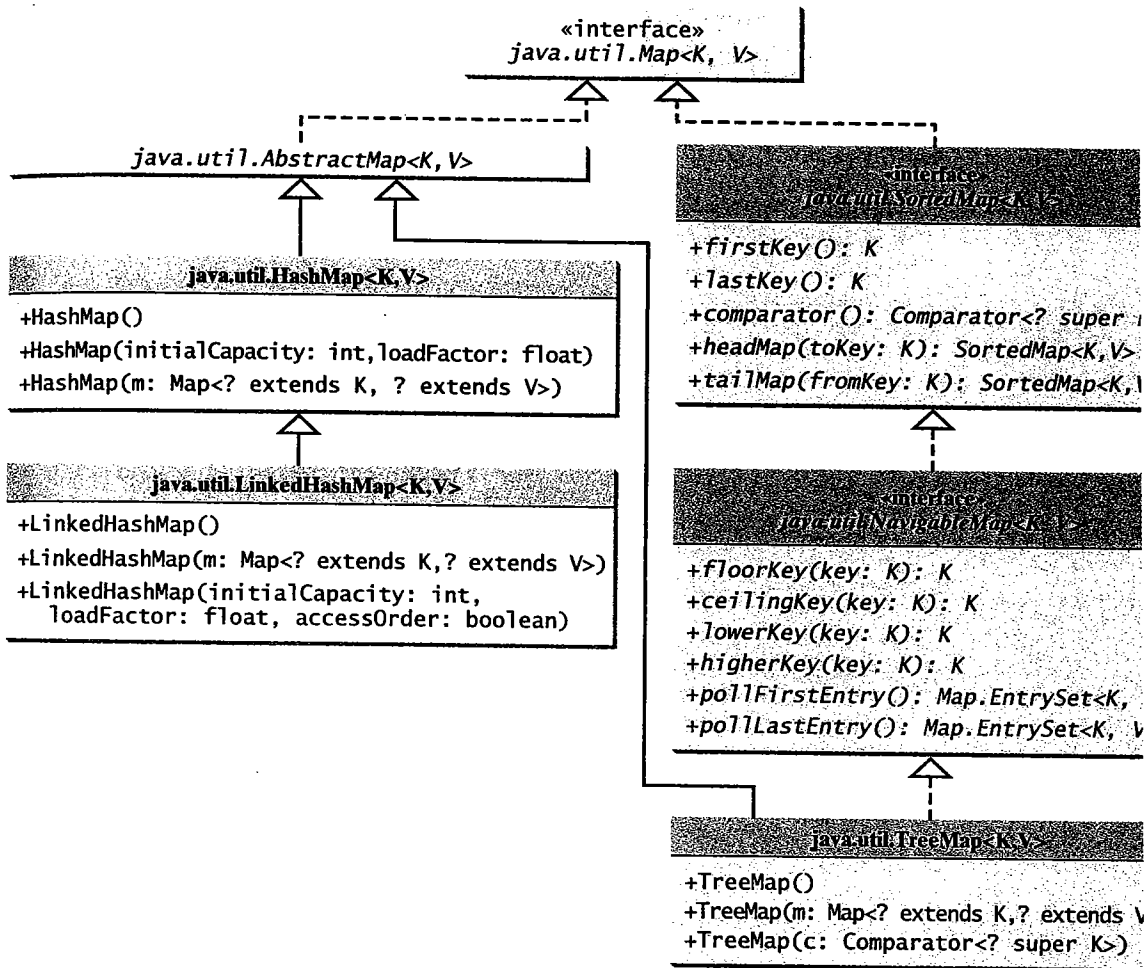 «interface»
java.util.Map<K, V>
java.util.AbstractMap<K,V>
java.util.HashMap<K,V>
+HashMap()
+HashMap(initialCapacity: int,loadFactor: float)
+HashMap(m: Map<? extends K, ? extends V>)
java.util.LinkedHashMap<K,V>
+LinkedHashMap()
+LinkedHashMap(m: Map<? extends K,? extends V>)
+LinkedHashMap(initialCapacity: int,
loadFactor: float, accessOrder: boolean)
«interface»
java.util.SortedMap<K,V>
+firstKey(): K
+lastKey(): K
+comparator(): Comparator<? super
+headMap(toKey: K): SortedMap<K,V>
+tailMap(fromKey: K): SortedMap<K,V
«interface»
java.util.NavigableMap<K, V>
+floorKey(key: K): K
+ceilingKey(key: K): K
+lowerKey(key: K): K
+higherKey(key: K): K
+pollFirstEntry(): Map.EntrySet<K,
+pollLastEntry(): Map.EntrySet<K, V
java.util.TreeMap<K,V>
+TreeMap()
+TreeMap(m: Map<? extends K,? extends V
+TreeMap(c: Comparator<? super K>)